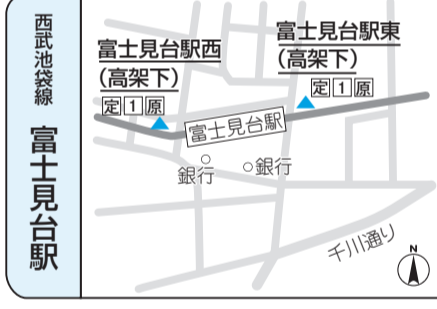 西武池袋線
富士見台駅
富士見台駅西
(高架下)
定1原
富士見台駅東
(高架下)
定1原
富士見台駅
銀行
銀行
千川通り
N